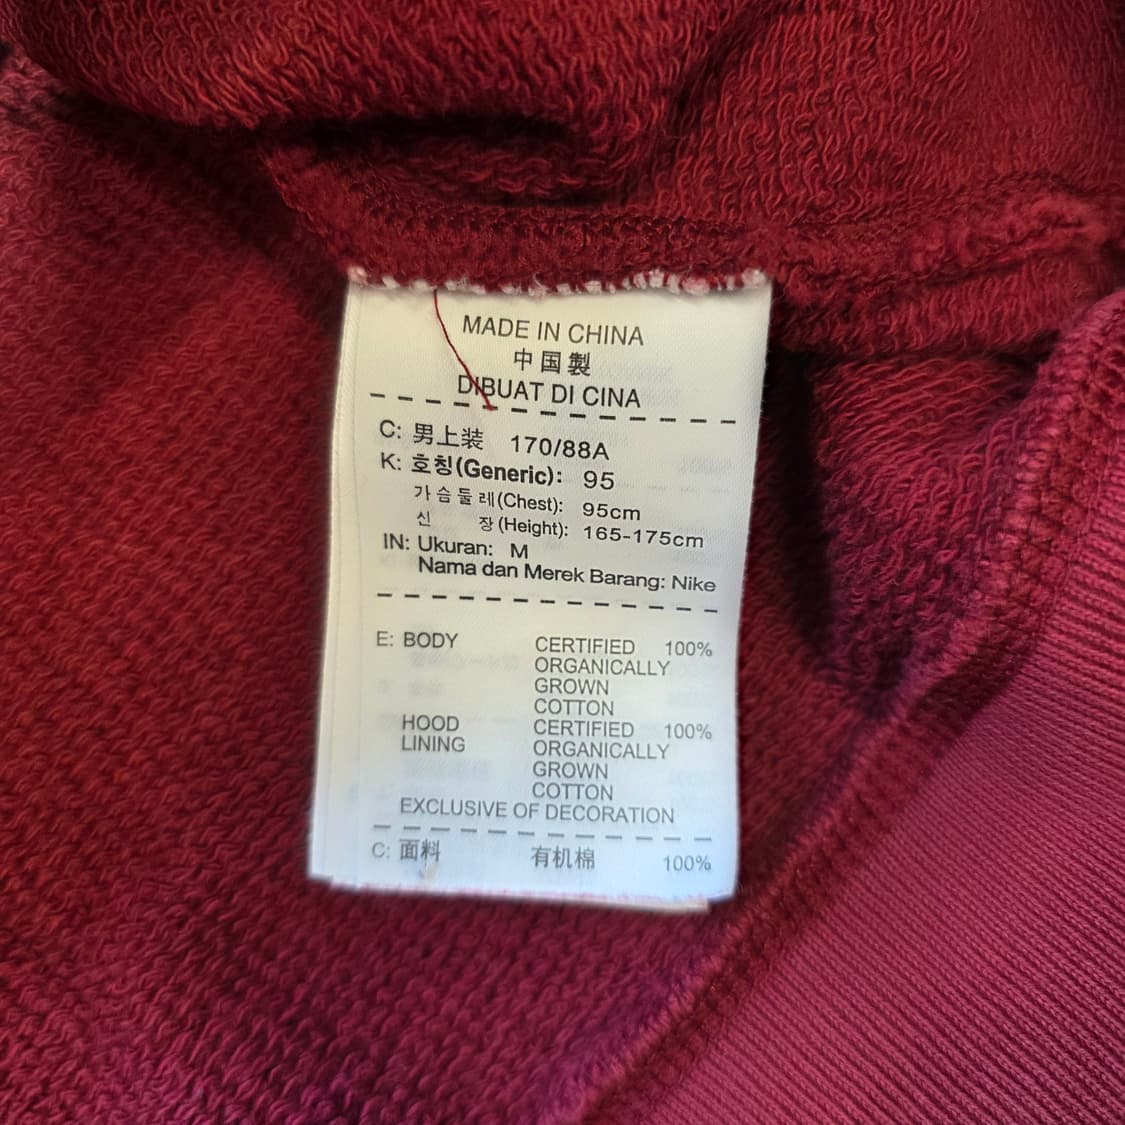 MADE IN CHINA
中国製
DIBUAT DI CINA
C: 男上装 170/88A
K: 호칭(Generic): 95
가슴둘레(Chest): 95cm
신 장(Height): 165-175cm
IN: Ukuran: M
Nama dan Merek Barang: Nike
E: BODY CERTIFIED 100%
ORGANICALLY
GROWN
COTTON
HOOD CERTIFIED 100%
LINING ORGANICALLY
GROWN
COTTON
EXCLUSIVE OF DECORATION
C: 面料 有机棉 100%